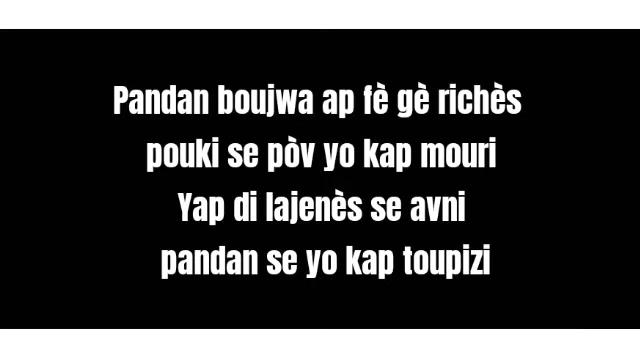 Pandan boujwa ap fè gè richès
pouki se pòv yo kap mouri
Yap di lajenès se avni
pandan se yo kap toupizi